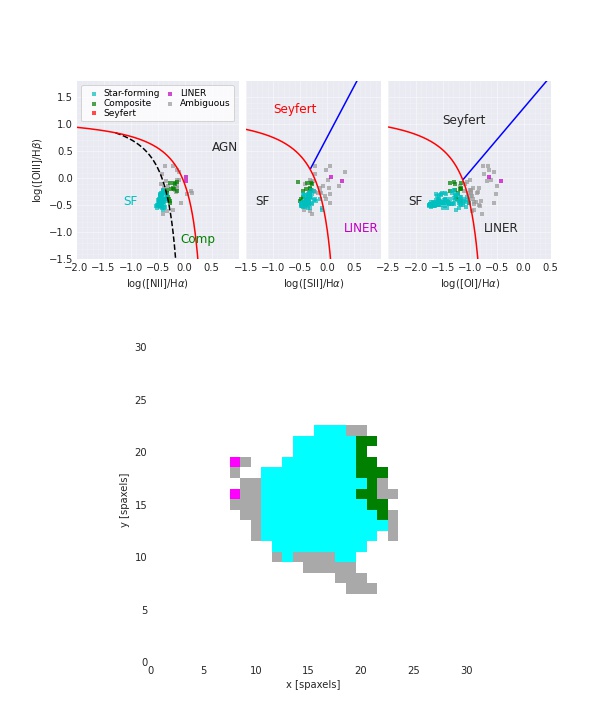 Star-forming LINER
Composite Ambiguous
Seyfert
AGN
SF
Comp
Seyfert
SF
LINER
Seyfert
SF
LINER
log([OIII]/Hβ)
1.5
1.0
0.5
0.0
−0.5
−1.0
−1.5
−2.0 −1.5 −1.0 −0.5 0.0 0.5
−1.5 −1.0 −0.5 0.0 0.5
−2.5 −2.0 −1.5 −1.0 −0.5 0.0 0.5
log([NII]/Hα)
log([SII]/Hα)
log([OI]/Hα)
y [spaxels]
30
25
20
15
10
5
0
0 5 10 15 20 25 30
x [spaxels]